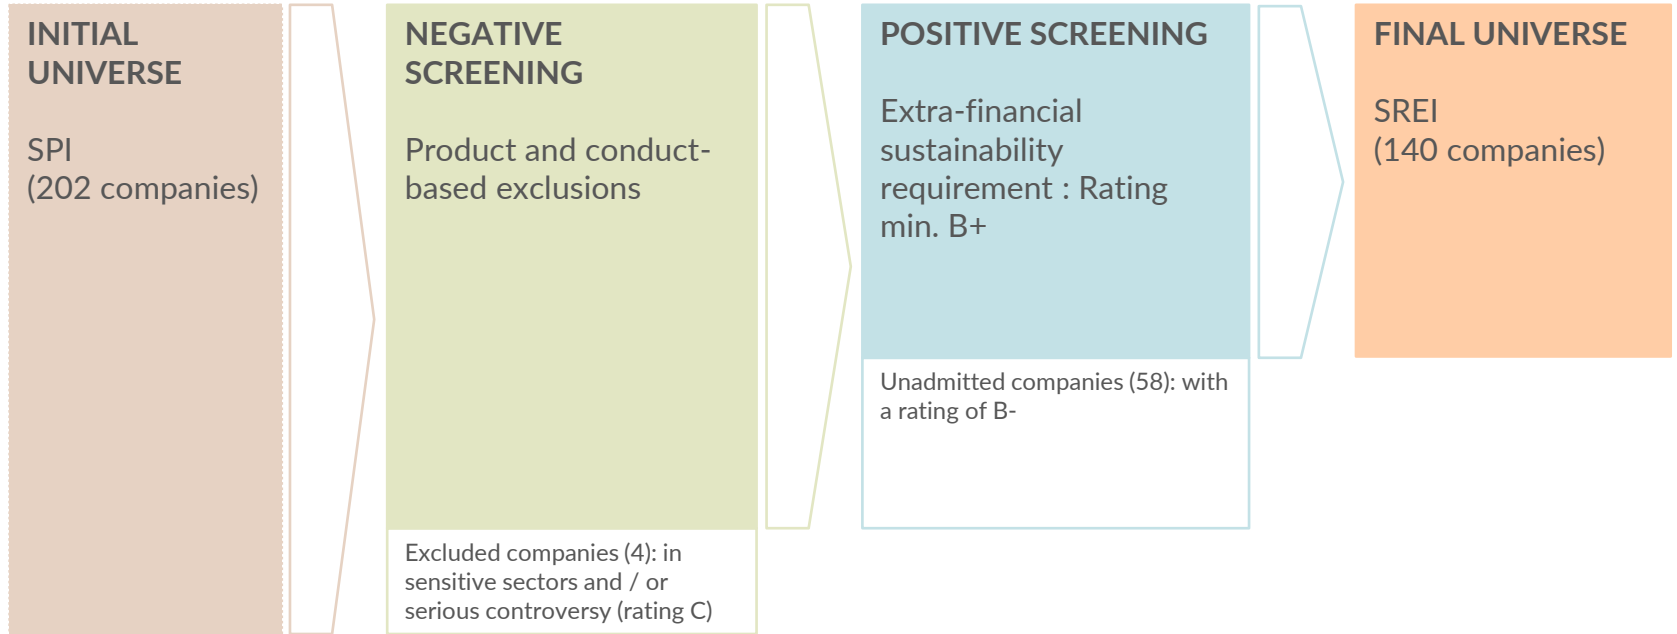 INITIAL
UNIVERSE
SPI
(202 companies)
NEGATIVE
SCREENING
Product and conduct-
based exclusions
Excluded companies (4): in
sensitive sectors and / or
serious controversy (rating C)
POSITIVE SCREENING
Extra-financial
sustainability
requirement : Rating
min. B+
Unadmitted companies (58): with
a rating of B-
FINAL UNIVERSE
SREI
(140 companies)